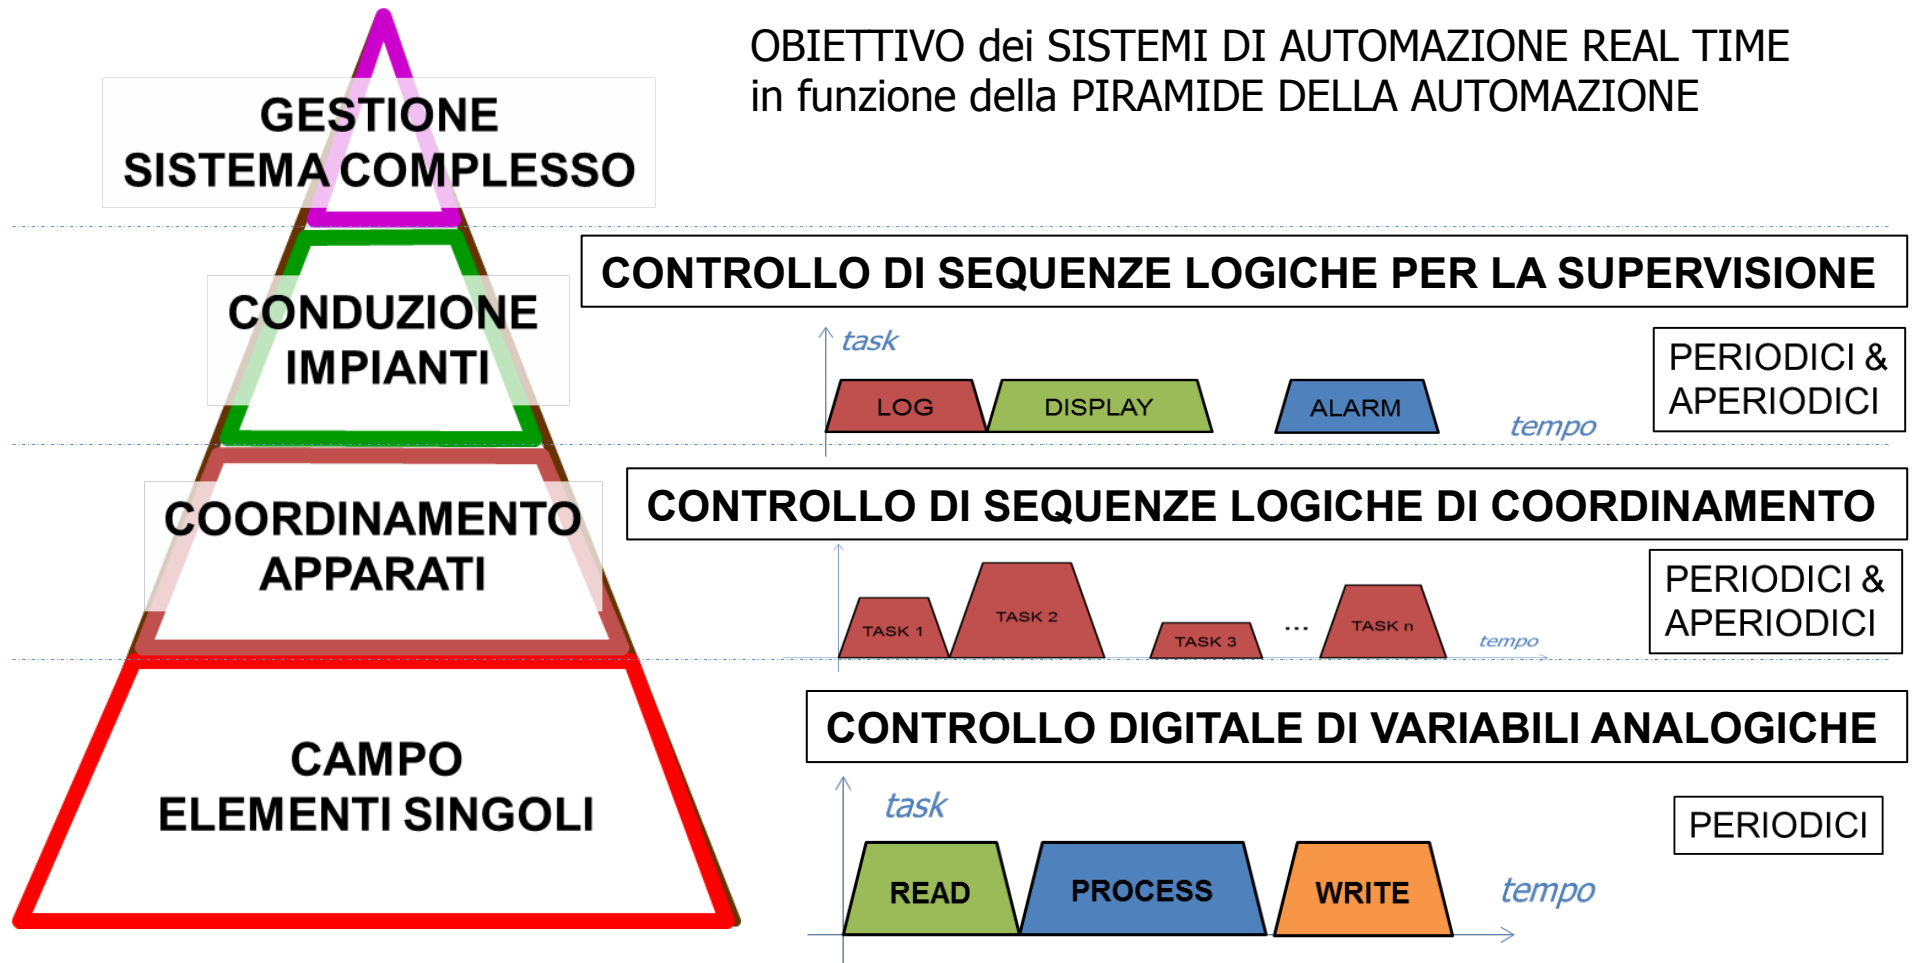 OBIETTIVO dei SISTEMI DI AUTOMAZIONE REAL TIME
in funzione della PIRAMIDE DELLA AUTOMAZIONE
GESTIONE
SISTEMA COMPLESSO
CONTROLLO DI SEQUENZE LOGICHE PER LA SUPERVISIONE
CONDUZIONE
IMPIANTI
task
LOG
DISPLAY
ALARM
tempo
PERIODICI &
APERIODICI
CONTROLLO DI SEQUENZE LOGICHE DI COORDINAMENTO
COORDINAMENTO
APPARATI
TASK 1
TASK 2
TASK 3
...
TASK n
tempo
PERIODICI &
APERIODICI
CONTROLLO DIGITALE DI VARIABILI ANALOGICHE
CAMPO
ELEMENTI SINGOLI
task
READ
PROCESS
WRITE
tempo
PERIODICI